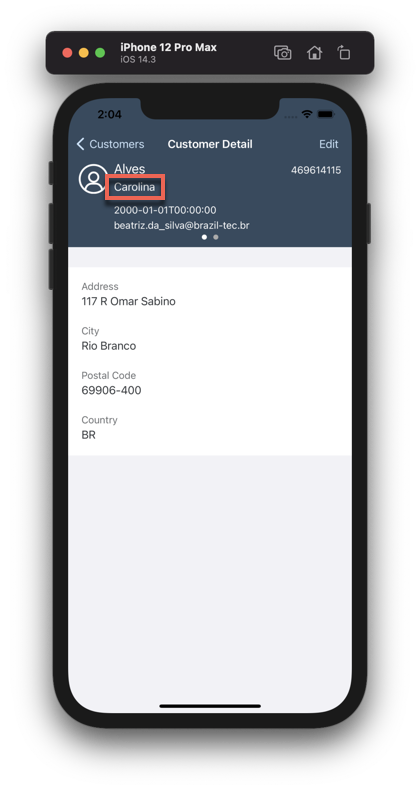 iPhone 12 Pro Max
iOS 14.3
2:04
Customers
Customer Detail
Edit
Alves
469614115
Carolina
2000-01-01T00:00:00
beatriz.da_silva@brazil-tec.br
Address
117 R Omar Sabino
City
Rio Branco
Postal Code
69906-400
Country
BR